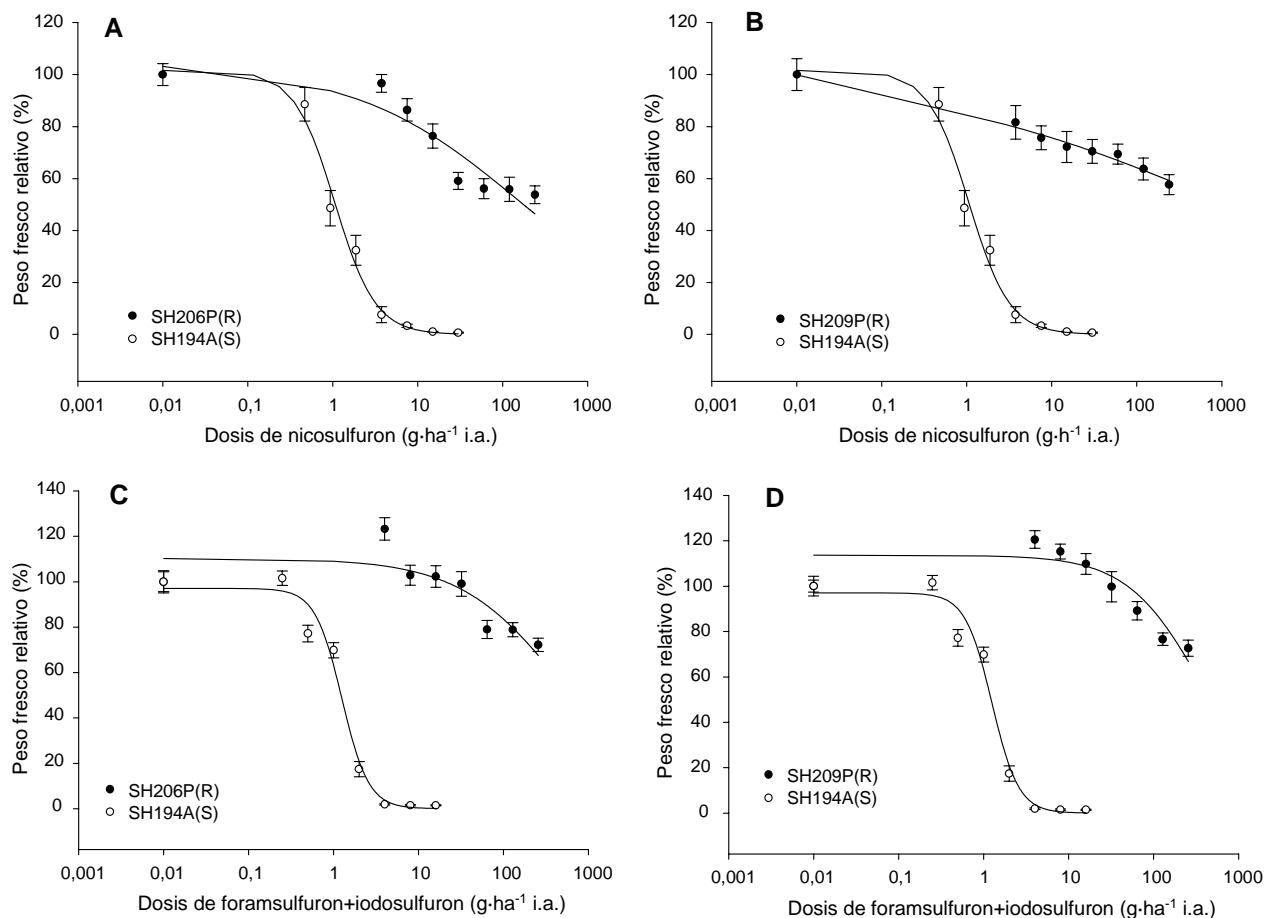 A
Peso fresco relativo (%)
120
100
80
60
40
20
0
SH206P(R)
SH194A(S)
0,001 0,01 0,1 1 10 100 1000
Dosis de nicosulfuron (g·ha⁻¹ i.a.)
B
Peso fresco relativo (%)
120
100
80
60
40
20
0
SH209P(R)
SH194A(S)
0,001 0,01 0,1 1 10 100 1000
Dosis de nicosulfuron (g·h⁻¹ i.a.)
C
Peso fresco relativo (%)
140
120
100
80
60
40
20
0
SH206P(R)
SH194A(S)
0,001 0,01 0,1 1 10 100 1000
Dosis de foramsulfuron+iodosulfuron (g·ha⁻¹ i.a.)
D
Peso fresco relativo (%)
140
120
100
80
60
40
20
0
SH209P(R)
SH194A(S)
0,001 0,01 0,1 1 10 100 1000
Dosis de foramsulfuron+iodosulfuron (g·ha⁻¹ i.a.)